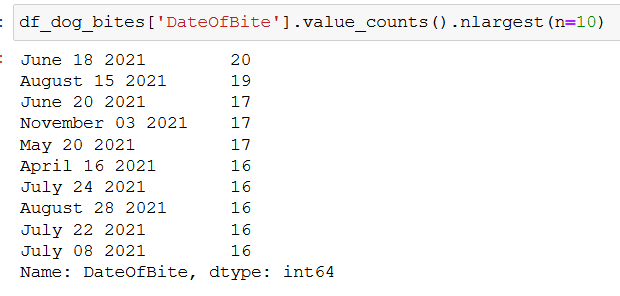 df_dog_bites['DateOfBite'].value_counts().nlargest(n=10)
June 18 2021 20
August 15 2021 19
June 20 2021 17
November 03 2021 17
May 20 2021 17
April 16 2021 16
July 24 2021 16
August 28 2021 16
July 22 2021 16
July 08 2021 16
Name: DateOfBite, dtype: int64